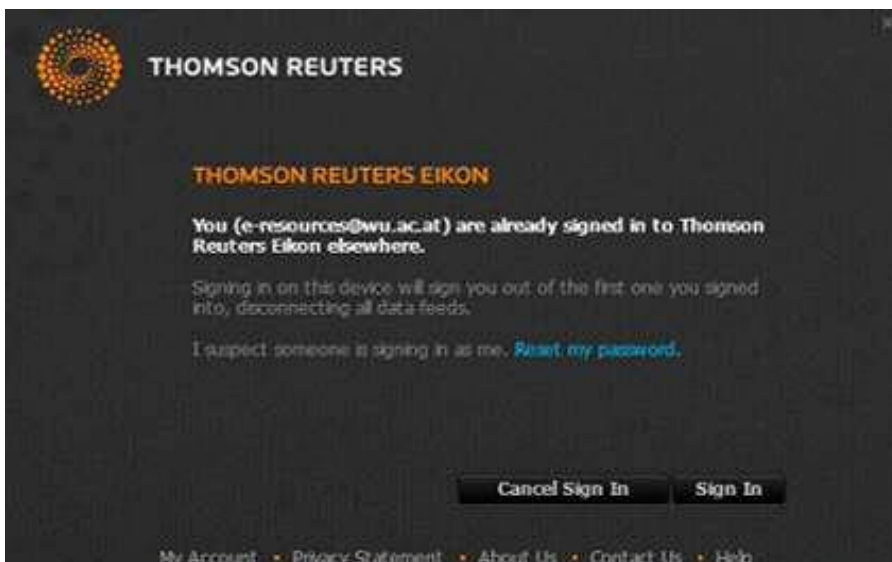 THOMSON REUTERS
THOMSON REUTERS EIKON
You (e-resources@wu.ac.at) are already signed in to Thomson
Reuters Eikon elsewhere.
Signing in on this device will sign you out of the first one you signed
into, disconnecting all data feeds.
I suspect someone is signing in as me. Reset my password.
Cancel Sign In Sign In
My Account • Privacy Statement • About Us • Contact Us • Help